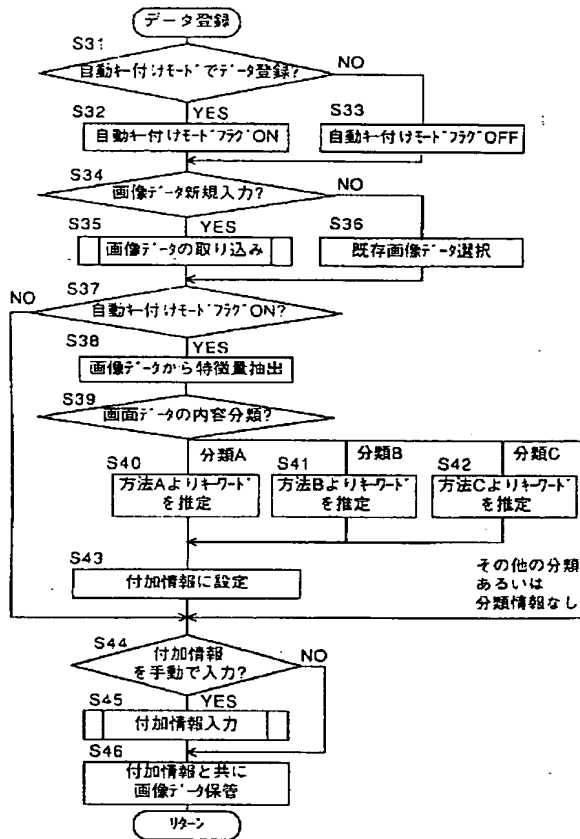 データ登録
S31
自動キー付けモードでデータ登録?
NO
YES
S32
自動キー付けモードフラグON
S33
自動キー付けモードフラグOFF
S34
画像データ新規入力?
NO
YES
S35
画像データの取り込み
S36
既存画像データ選択
S37
NO
自動キー付けモードフラグON?
YES
S38
画像データから特徴量抽出
S39
画面データの内容分類?
分類A
分類B
分類C
S40
方法Aよりキーワード
を推定
S41
方法Bよりキーワード
を推定
S42
方法Cよりキーワード
を推定
S43
付加情報に設定
その他の分類
あるいは
分類情報なし
S44
付加情報
を手動で入力?
NO
YES
S45
付加情報入力
S46
付加情報と共に
画像データ保管
リターン